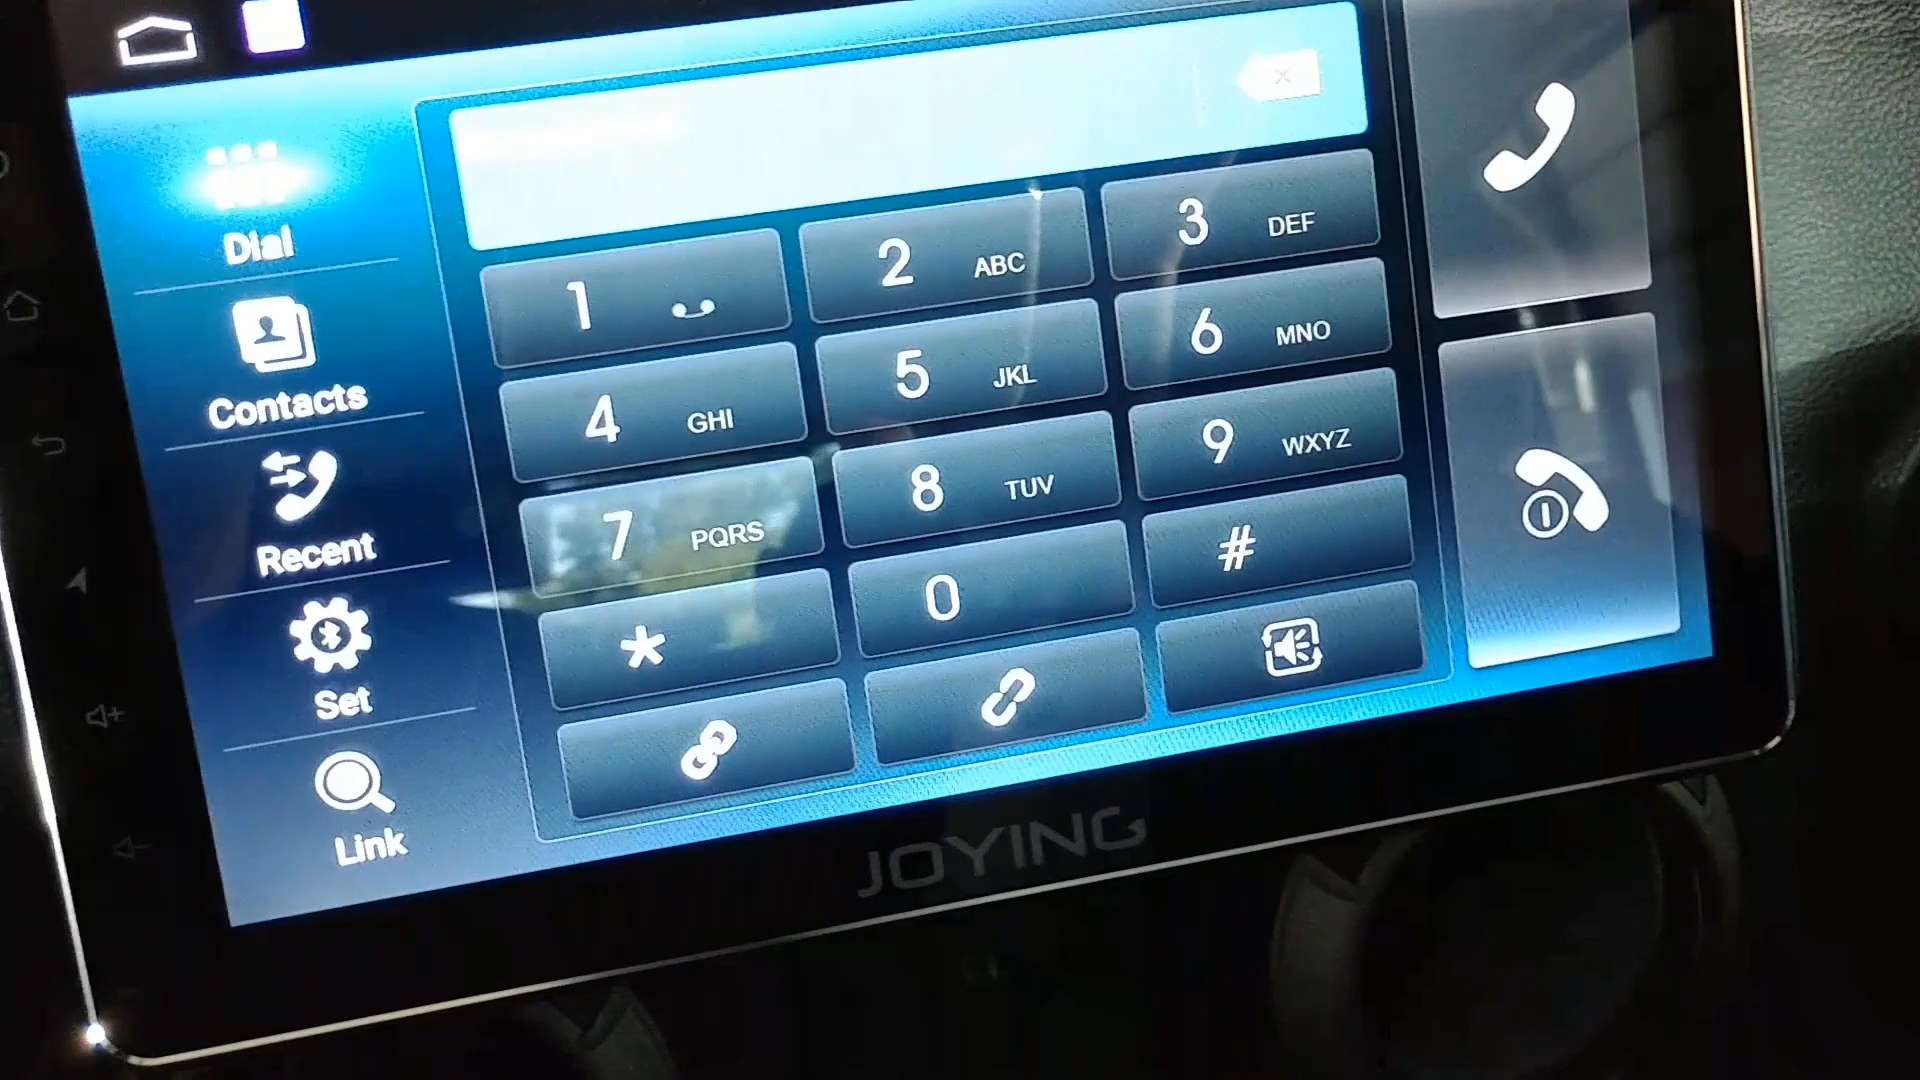 Dial
Contacts
Recent
Set
Link
1
2 ABC
3 DEF
4 GHI
5 JKL
6 MNO
7 PQRS
8 TUV
9 WXYZ
*
0
#
JOYING